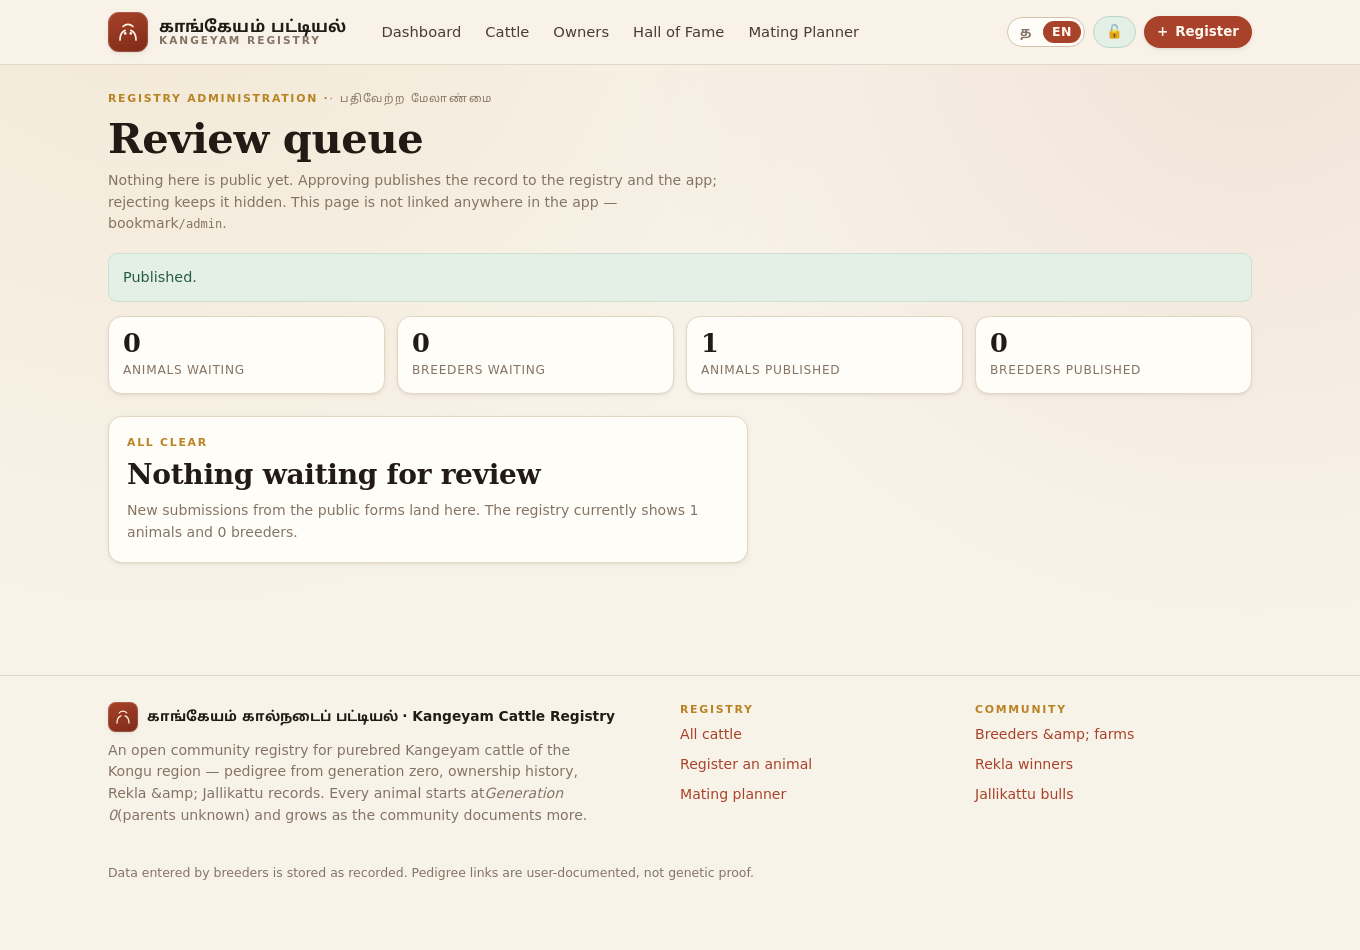 காங்கேயம் பட்டியல்
KANGEYAM REGISTRY
Dashboard
Cattle
Owners
Hall of Fame
Mating Planner
த
EN
+ Register
REGISTRY ADMINISTRATION ·· பதிவேற்ற மேலாண்மை
Review queue
Nothing here is public yet. Approving publishes the record to the registry and the app;
rejecting keeps it hidden. This page is not linked anywhere in the app —
bookmark/admin.
Published.
0
ANIMALS WAITING
0
BREEDERS WAITING
1
ANIMALS PUBLISHED
0
BREEDERS PUBLISHED
ALL CLEAR
Nothing waiting for review
New submissions from the public forms land here. The registry currently shows 1
animals and 0 breeders.
காங்கேயம் கால்நடைப் பட்டியல் · Kangeyam Cattle Registry
An open community registry for purebred Kangeyam cattle of the
Kongu region — pedigree from generation zero, ownership history,
Rekla &amp; Jallikattu records. Every animal starts atGeneration
0(parents unknown) and grows as the community documents more.
REGISTRY
All cattle
Register an animal
Mating planner
COMMUNITY
Breeders &amp; farms
Rekla winners
Jallikattu bulls
Data entered by breeders is stored as recorded. Pedigree links are user-documented, not genetic proof.